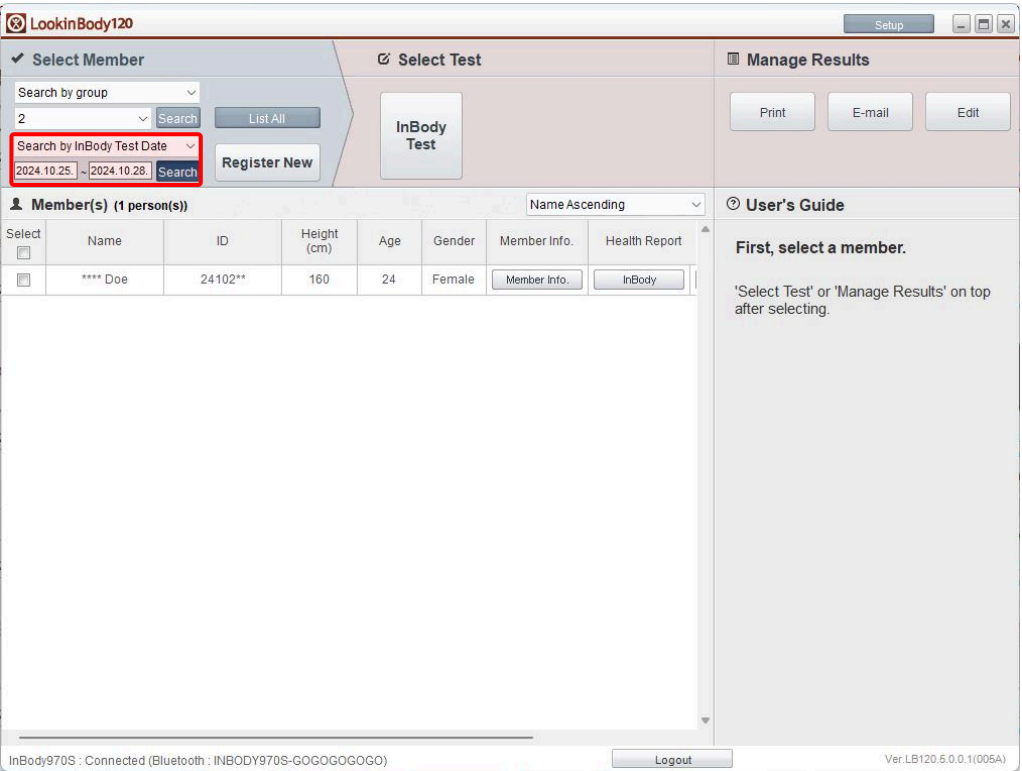 LookinBody120
Setup
Select Member
Select Test
Manage Results
Search by group
2
Search
List All
Search by InBody Test Date
2024.10.25. ~ 2024.10.28. Search
Register New
InBody
Test
Print
E-mail
Edit
Member(s) (1 person(s))
Name Ascending
User's Guide
Select
Name
ID
Height
(cm)
Age
Gender
Member Info.
Health Report
**** Doe
24102**
160
24
Female
Member Info.
InBody
First, select a member.
'Select Test' or 'Manage Results' on top
after selecting.
InBody970S : Connected (Bluetooth : INBODY970S-GOGOGOGOGO)
Logout
Ver.LB120.5.0.0.1(005A)